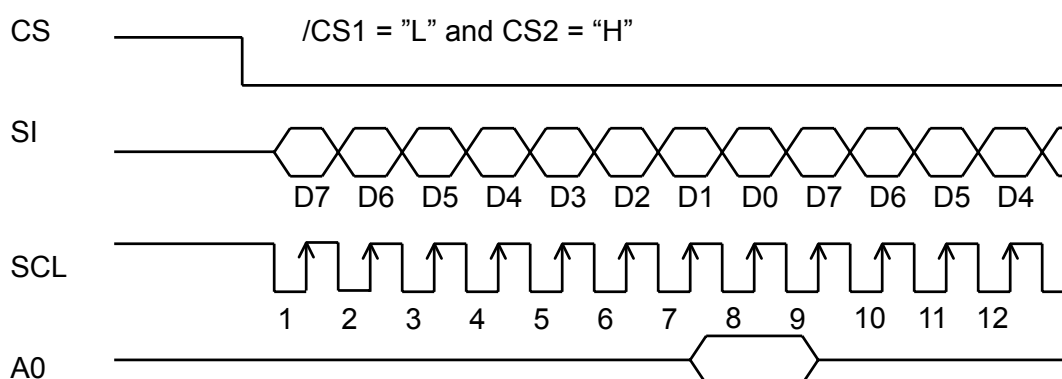 CS /CS1 = ”L” and CS2 = “H”
SI
D7 D6 D5 D4 D3 D2 D1 D0 D7 D6 D5 D4
SCL
1 2 3 4 5 6 7 8 9 10 11 12
A0